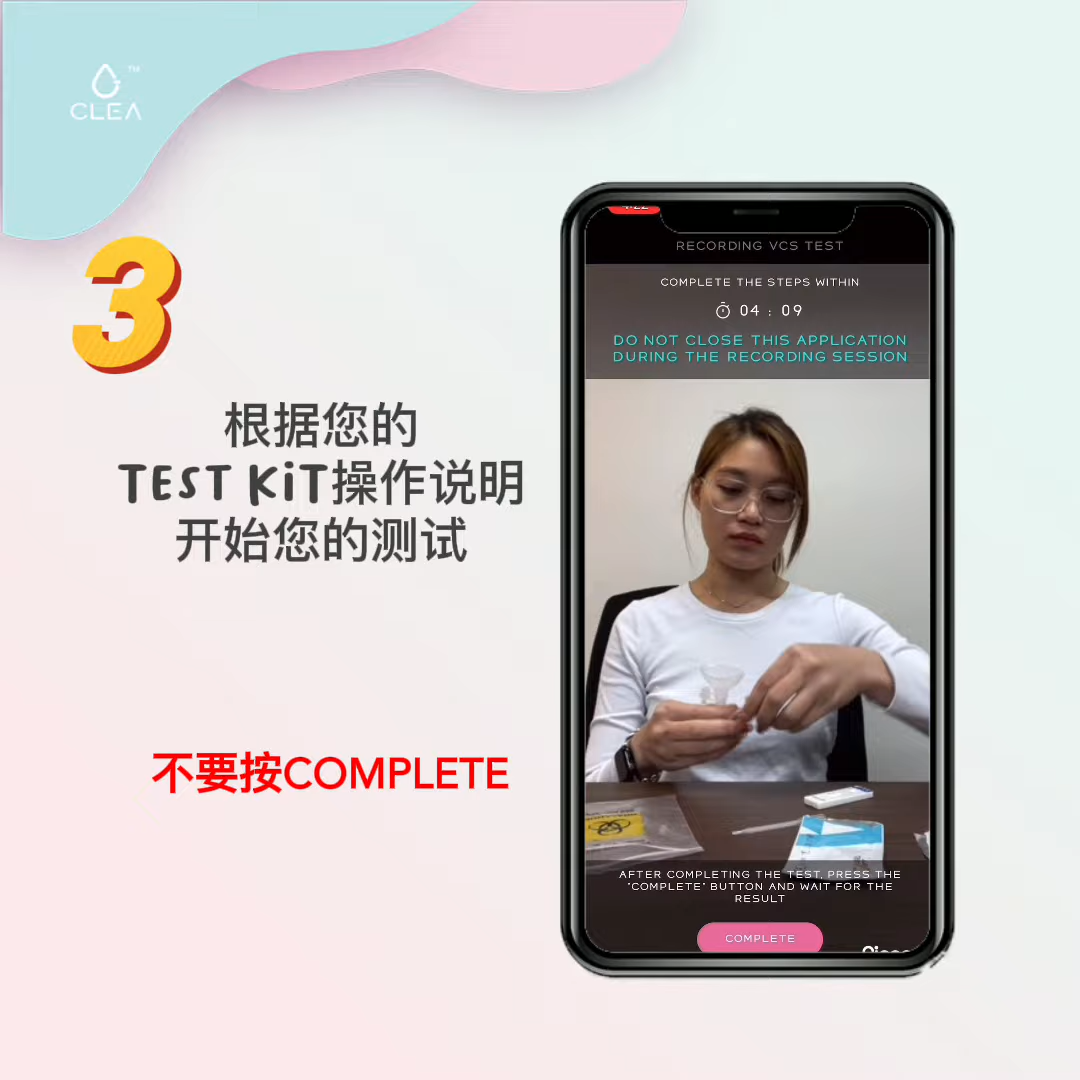 CLEA™
3
根据您的
TEST KiT操作说明
开始您的测试
不要按COMPLETE
RECORDING VCS TEST
COMPLETE THE STEPS WITHIN
04 : 09
DO NOT CLOSE THIS APPLICATION
DURING THE RECORDING SESSION
AFTER COMPLETING THE TEST, PRESS THE
"COMPLETE" BUTTON AND WAIT FOR THE
RESULT
COMPLETE